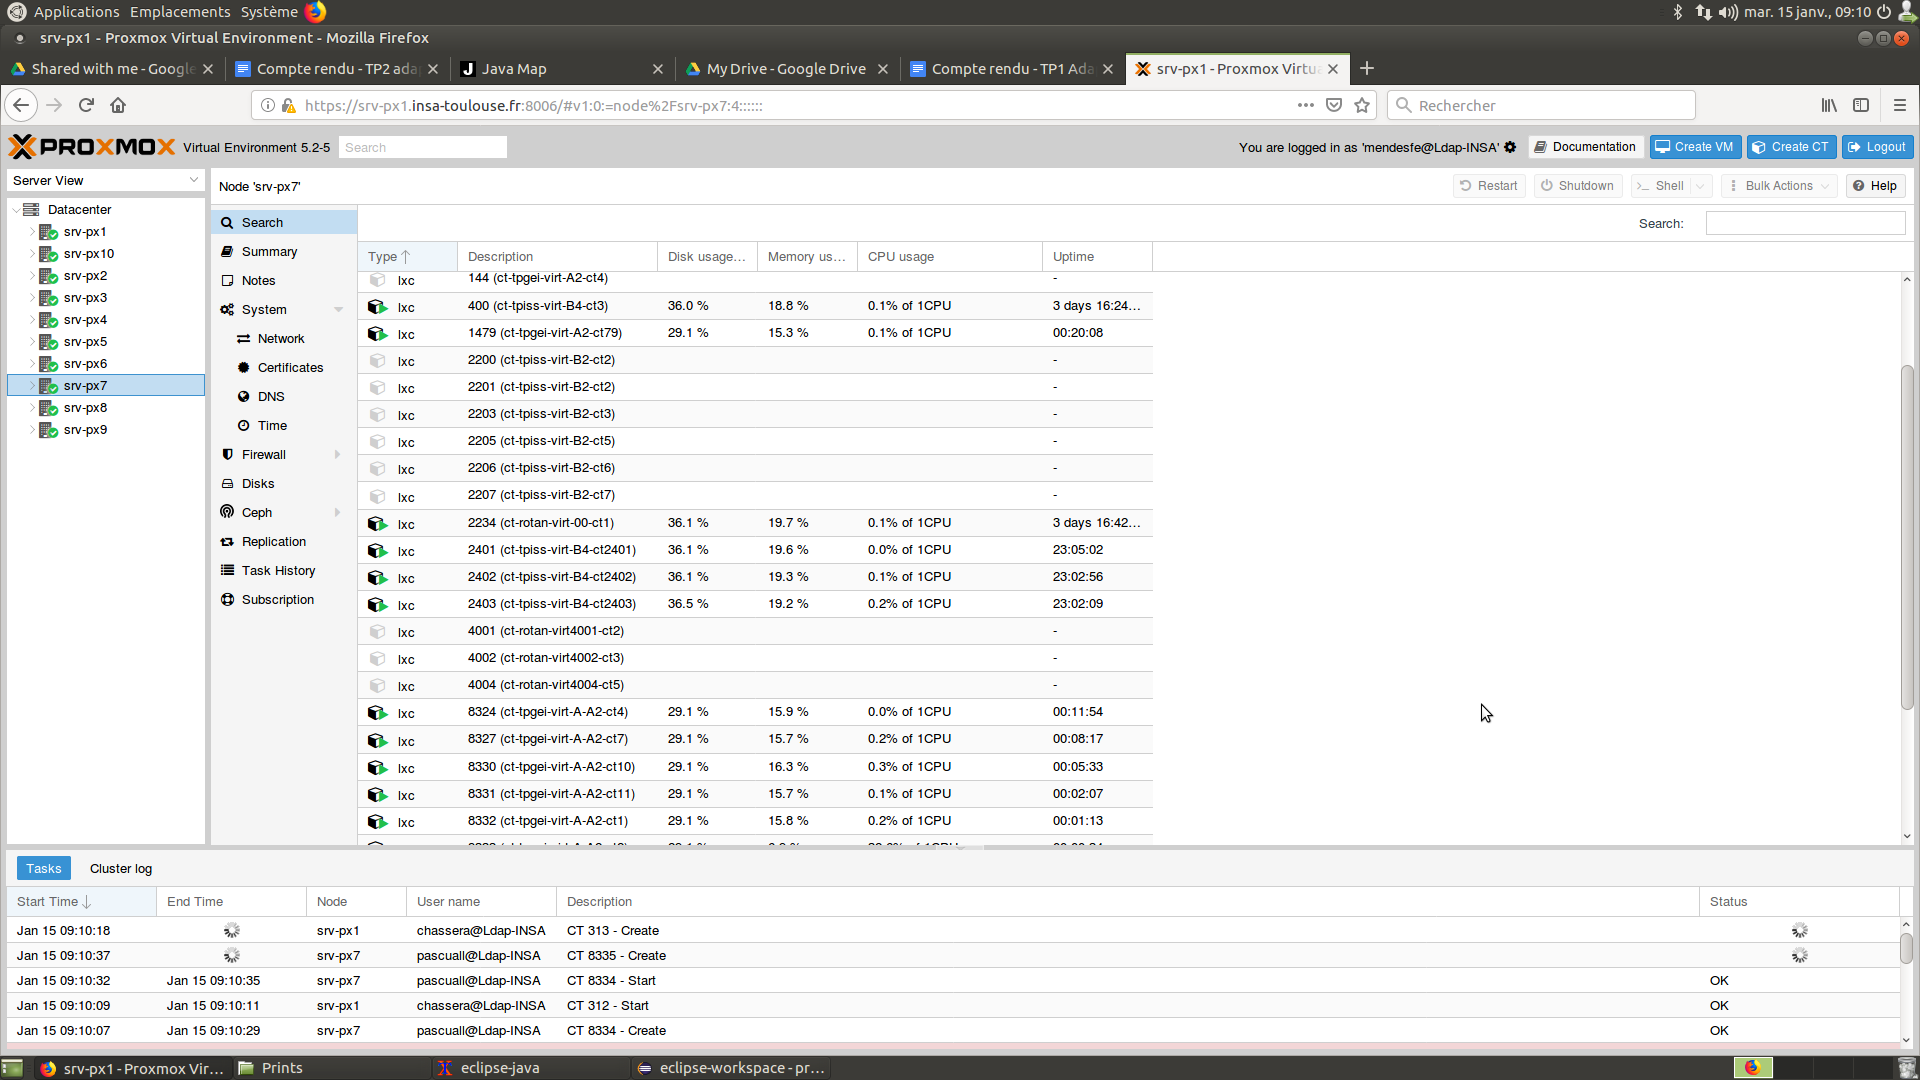 Applications Emplacements Système mar. 15 janv., 09:10
srv-px1 - Proxmox Virtual Environment - Mozilla Firefox
Shared with me - Google Compte rendu - TP2 ada Java Map My Drive - Google Drive Compte rendu - TP1 Ada srv-px1 - Proxmox Virtu
https://srv-px1.insa-toulouse.fr:8006/#v1:0:=node%2Fsrv-px7:4:::::: Rechercher
PROXMOX Virtual Environment 5.2-5 Search You are logged in as 'mendesfe@Ldap-INSA' Documentation Create VM Create CT Logout
Server View Node 'srv-px7' Restart Shutdown Shell Bulk Actions Help
Datacenter
srv-px1
srv-px10
srv-px2
srv-px3
srv-px4
srv-px5
srv-px6
srv-px7
srv-px8
srv-px9
Search
Summary
Notes
System
Network
Certificates
DNS
Time
Firewall
Disks
Ceph
Replication
Task History
Subscription
Search:
Type Description Disk usage... Memory us... CPU usage Uptime
lxc 144 (ct-tpgei-virt-A2-ct4) -
lxc 400 (ct-tpiss-virt-B4-ct3) 36.0 % 18.8 % 0.1% of 1CPU 3 days 16:24...
lxc 1479 (ct-tpgei-virt-A2-ct79) 29.1 % 15.3 % 0.1% of 1CPU 00:20:08
lxc 2200 (ct-tpiss-virt-B2-ct2) -
lxc 2201 (ct-tpiss-virt-B2-ct2) -
lxc 2203 (ct-tpiss-virt-B2-ct3) -
lxc 2205 (ct-tpiss-virt-B2-ct5) -
lxc 2206 (ct-tpiss-virt-B2-ct6) -
lxc 2207 (ct-tpiss-virt-B2-ct7) -
lxc 2234 (ct-rotan-virt-00-ct1) 36.1 % 19.7 % 0.1% of 1CPU 3 days 16:42...
lxc 2401 (ct-tpiss-virt-B4-ct2401) 36.1 % 19.6 % 0.0% of 1CPU 23:05:02
lxc 2402 (ct-tpiss-virt-B4-ct2402) 36.1 % 19.3 % 0.1% of 1CPU 23:02:56
lxc 2403 (ct-tpiss-virt-B4-ct2403) 36.5 % 19.2 % 0.2% of 1CPU 23:02:09
lxc 4001 (ct-rotan-virt4001-ct2) -
lxc 4002 (ct-rotan-virt4002-ct3) -
lxc 4004 (ct-rotan-virt4004-ct5) -
lxc 8324 (ct-tpgei-virt-A-A2-ct4) 29.1 % 15.9 % 0.0% of 1CPU 00:11:54
lxc 8327 (ct-tpgei-virt-A-A2-ct7) 29.1 % 15.7 % 0.2% of 1CPU 00:08:17
lxc 8330 (ct-tpgei-virt-A-A2-ct10) 29.1 % 16.3 % 0.3% of 1CPU 00:05:33
lxc 8331 (ct-tpgei-virt-A-A2-ct11) 29.1 % 15.7 % 0.1% of 1CPU 00:02:07
lxc 8332 (ct-tpgei-virt-A-A2-ct1) 29.1 % 15.8 % 0.2% of 1CPU 00:01:13
Tasks Cluster log
Start Time End Time Node User name Description Status
Jan 15 09:10:18 srv-px1 chassera@Ldap-INSA CT 313 - Create
Jan 15 09:10:37 srv-px7 pascuall@Ldap-INSA CT 8335 - Create
Jan 15 09:10:32 Jan 15 09:10:35 srv-px7 pascuall@Ldap-INSA CT 8334 - Start OK
Jan 15 09:10:09 Jan 15 09:10:11 srv-px1 chassera@Ldap-INSA CT 312 - Start OK
Jan 15 09:10:07 Jan 15 09:10:29 srv-px7 pascuall@Ldap-INSA CT 8334 - Create OK
srv-px1 - Proxmox Vir... Prints eclipse-java eclipse-workspace - pr...